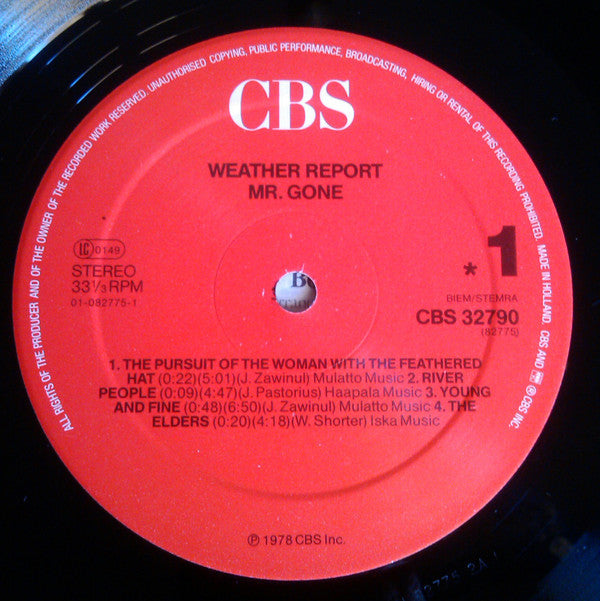 ALL RIGHTS OF THE PRODUCER AND OF THE OWNER OF THE RECORDED WORK RESERVED. UNAUTHORISED COPYING, PUBLIC PERFORMANCE, BROADCASTING, HIRING OR RENTAL OF THIS RECORDING PROHIBITED. MADE IN HOLLAND. CBS AND ® CBS INC.
CBS
WEATHER REPORT
MR. GONE
LC 0149
STEREO
33⅓ RPM
01-082775-1
* 1
BIEM/STEMRA
CBS 32790
(82775)
1. THE PURSUIT OF THE WOMAN WITH THE FEATHERED
HAT (0:22)(5:01)(J. Zawinul) Mulatto Music 2. RIVER
PEOPLE (0:09)(4:47)(J. Pastorius) Haapala Music 3. YOUNG
AND FINE (0:48)(6:50)(J. Zawinul) Mulatto Music 4. THE
ELDERS (0:20)(4:18)(W. Shorter) Iska Music
℗ 1978 CBS Inc.